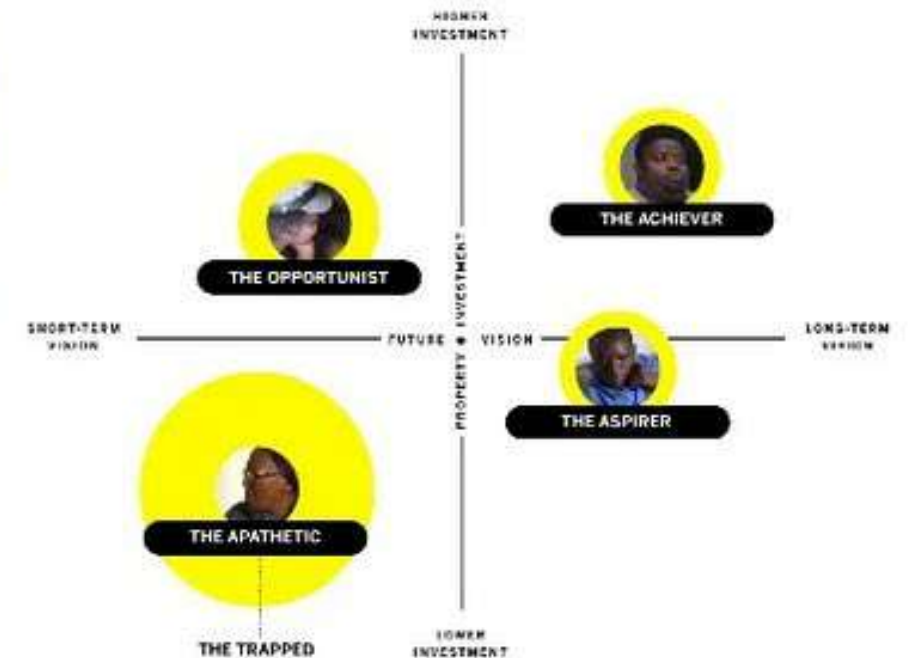 HIGHER
INVESTMENT
THE ACHIEVER
THE OPPORTUNIST
SHORT-TERM
VISION
FUTURE VISION
PROPERTY INVESTMENT
LONG-TERM
VISION
THE ASPIRER
THE APATHETIC
THE TRAPPED
LOWER
INVESTMENT